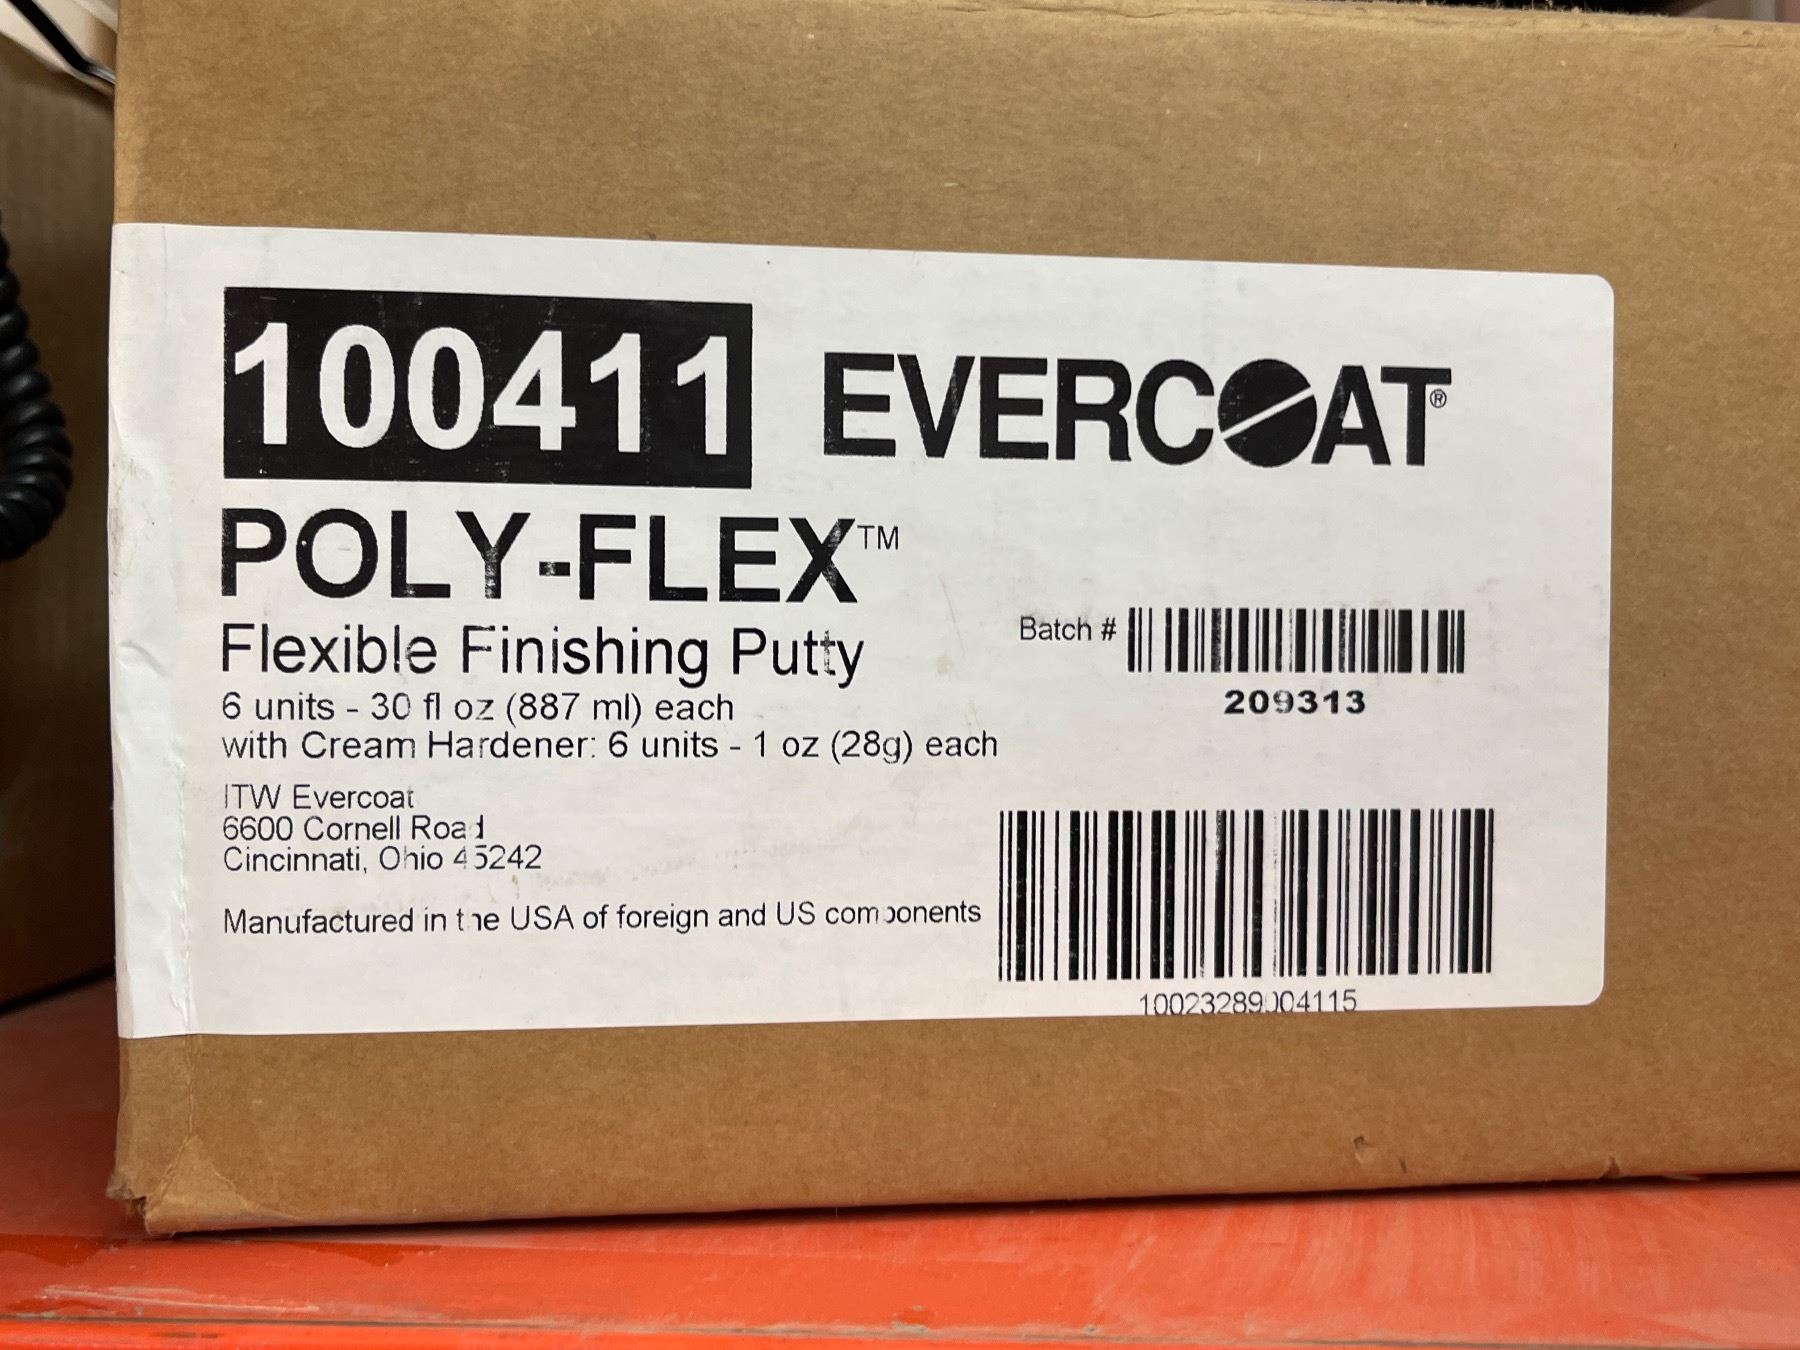 100411 EVERCOAT®
POLY-FLEX™
Flexible Finishing Putty
6 units - 30 fl oz (887 ml) each
with Cream Hardener: 6 units - 1 oz (28g) each
Batch #
209313
ITW Evercoat
6600 Cornell Road
Cincinnati, Ohio 45242
Manufactured in the USA of foreign and US components
10023289004115